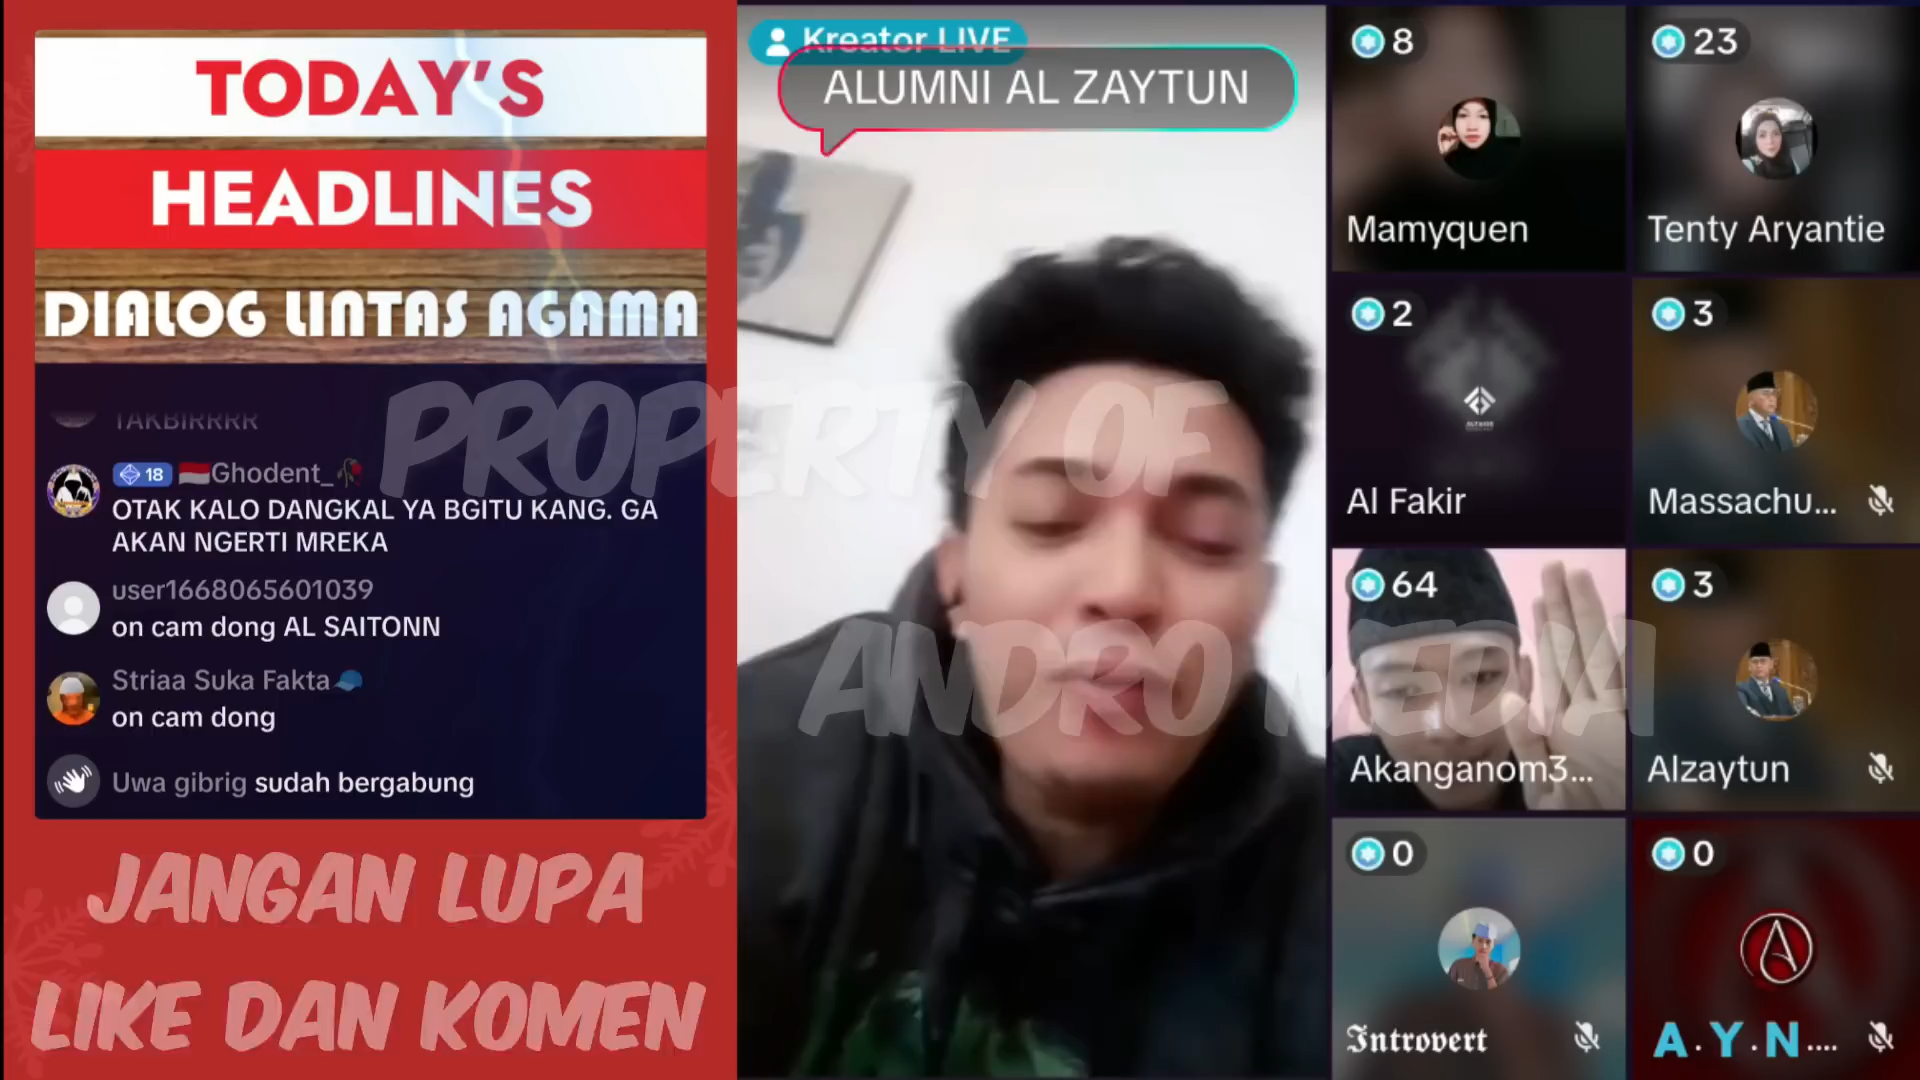 TODAY'S
HEADLINES
DIALOG LINTAS AGAMA
TAKBIRRRR
18 Ghodent_
OTAK KALO DANGKAL YA BGITU KANG. GA
AKAN NGERTI MREKA
user1668065601039
on cam dong AL SAITONN
Striaa Suka Fakta
on cam dong
Uwa gibrig sudah bergabung
JANGAN LUPA
LIKE DAN KOMEN
Kreator LIVE
ALUMNI AL ZAYTUN
PROPERTY OF
ANDRO MEDIA
8
Mamyquen
23
Tenty Aryantie
2
Al Fakir
3
Massachu...
64
Akanganom3...
3
Alzaytun
0
Introvert
0
A.Y.N....